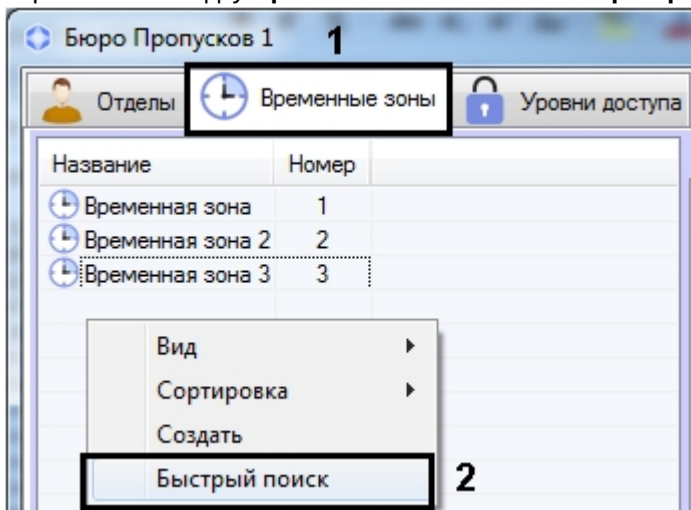 Бюро Пропусков 1
1
Отделы Временные зоны Уровни доступа
Название Номер
Временная зона 1
Временная зона 2 2
Временная зона 3 3
Вид
Сортировка
Создать
Быстрый поиск 2